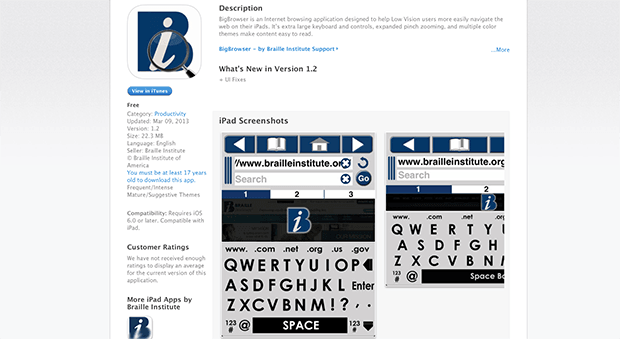 Description
BigBrowser is an Internet browsing application designed to help Low Vision users more easily navigate the
web on their iPads. It's extra large keyboard and controls, expanded pinch zooming, and multiple color
themes make content easy to read.
BigBrowser – by Braille Institute Support
...More
What's New in Version 1.2
+ UI Fixes
View in iTunes
Free
Category: Productivity
Updated: Mar 09, 2013
Version: 1.2
Size: 22.3 MB
Language: English
Seller: Braille Institute
© Braille Institute of
America
You must be at least 17 years
old to download this app.
Frequent/Intense
Mature/Suggestive Themes
Compatibility: Requires iOS
6.0 or later. Compatible with
iPad.
Customer Ratings
We have not received enough
ratings to display an average
for the current version of this
application.
More iPad Apps by
Braille Institute
iPad Screenshots
//www.brailleinstitute.or
Search
Go
1 2 3
www. .com .net .org .us .gov
Q W E R T Y U I O P
A S D F G H J K L Enter
Z X C V B N M ! ? , .
123
# @ SPACE 123
#
www.brailleinstitute.org
Search
1 2
www. .com .net .org
Q W E R T Y U
A S D F G H J
Z X C V B N M
123
# @ Space Ba